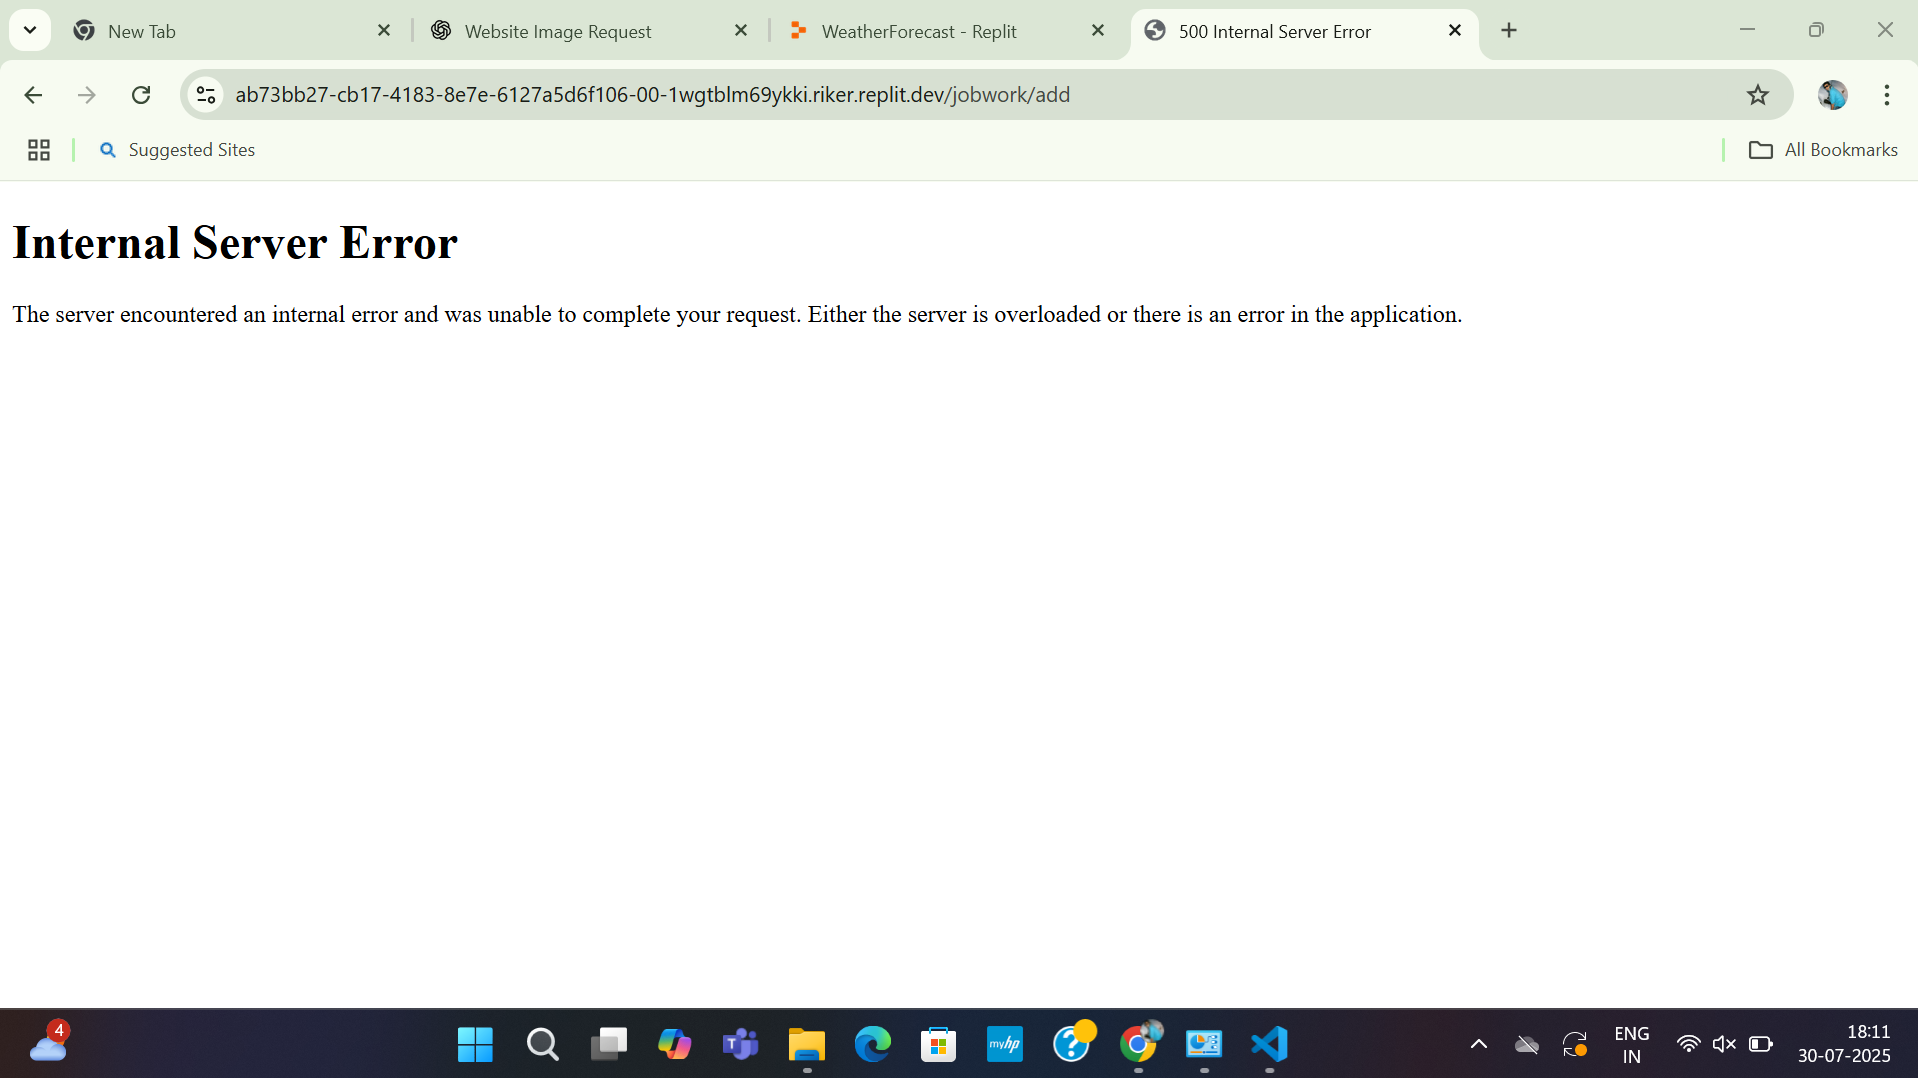 New Tab
Website Image Request
WeatherForecast - Replit
500 Internal Server Error
ab73bb27-cb17-4183-8e7e-6127a5d6f106-00-1wgtblm69ykki.riker.replit.dev/jobwork/add
Suggested Sites
All Bookmarks
Internal Server Error
The server encountered an internal error and was unable to complete your request. Either the server is overloaded or there is an error in the application.
4
T
myhp
ENG
IN
18:11
30-07-2025